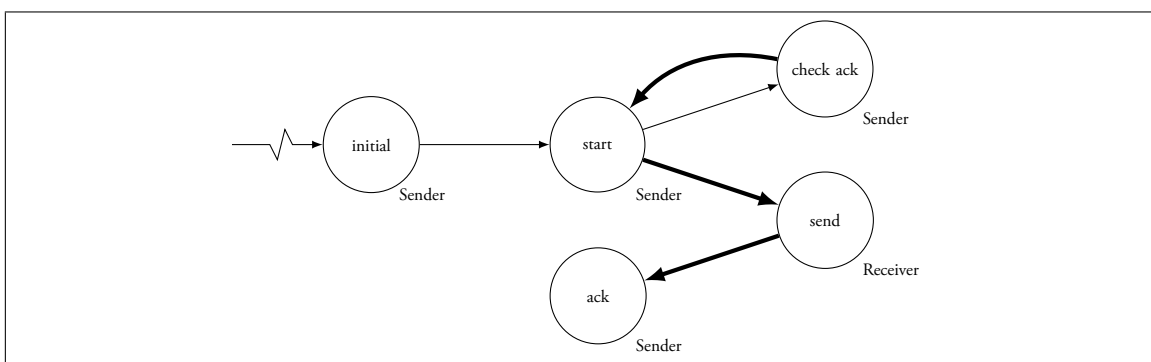 check ack
Sender
initial
Sender
start
Sender
send
Receiver
ack
Sender